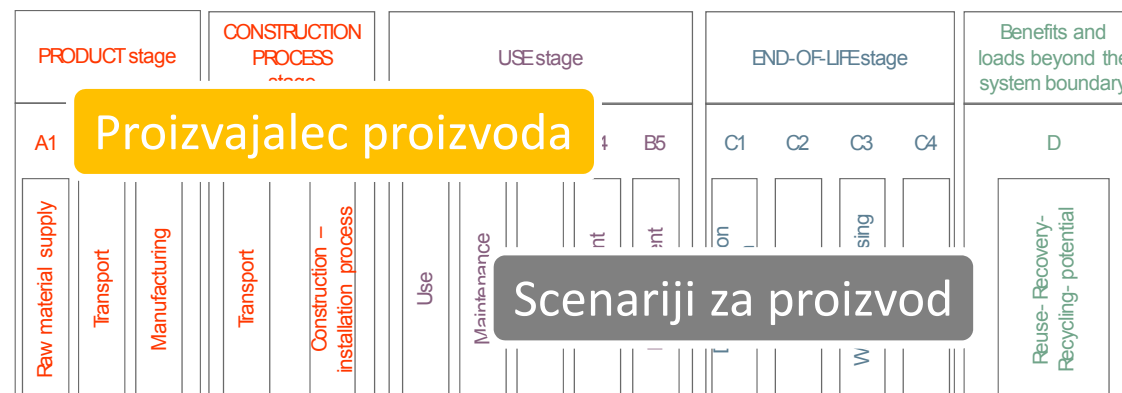 PRODUCT stage
CONSTRUCTION
PROCESS
stage
USE stage
END-OF-LIFE stage
Benefits and
loads beyond the
system boundary
A1
Proizvajalec proizvoda
B5
C1
C2
C3
C4
D
Raw material supply
Transport
Manufacturing
Transport
Construction –
installation process
Use
Maintenance
Scenariji za proizvod
Reuse- Recovery-
Recycling- potential